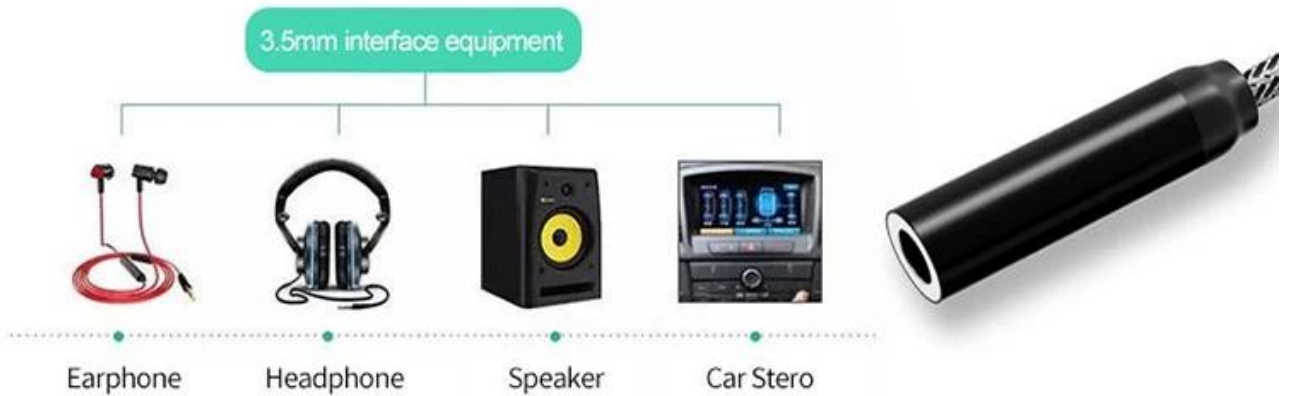 3.5mm interface equipment
Earphone
Headphone
Speaker
Car Stero